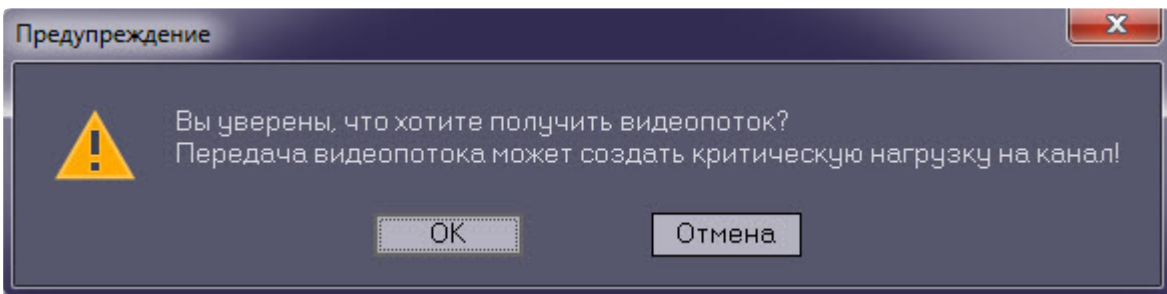 Предупреждение
Вы уверены, что хотите получить видеопоток?
Передача видеопотока может создать критическую нагрузку на канал!
OK
Отмена